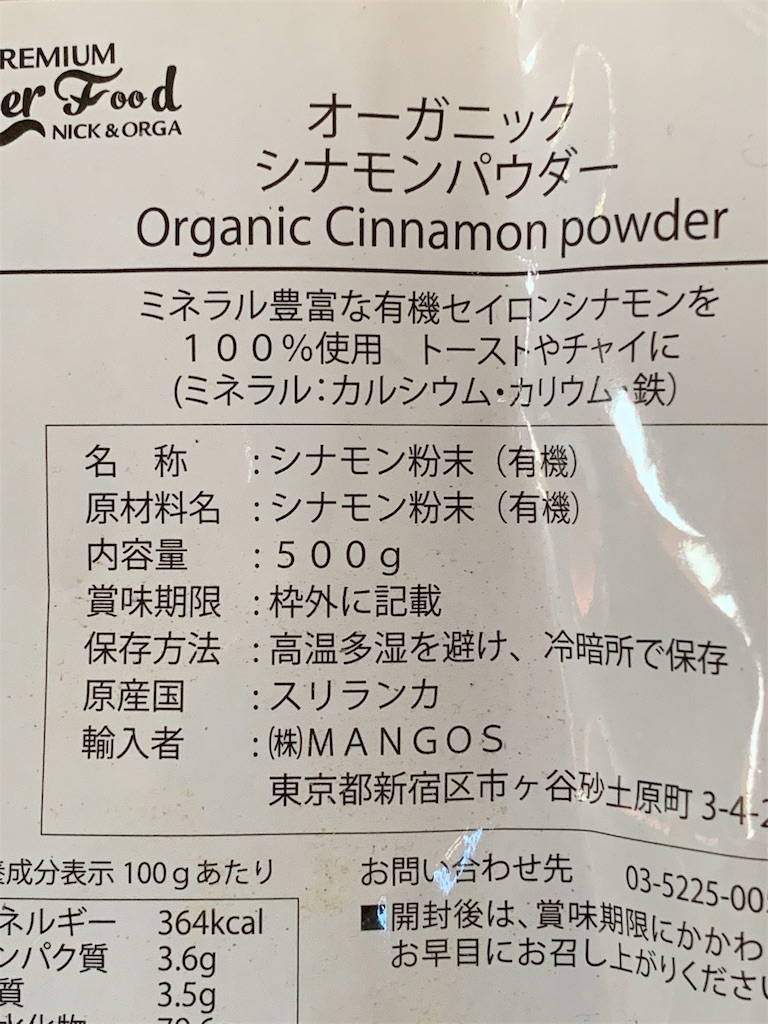 REMIUM
er Food
NICK & ORGA
オーガニック
シナモンパウダー
Organic Cinnamon powder
ミネラル豊富な有機セイロンシナモンを
１００％使用　トーストやチャイに
(ミネラル：カルシウム・カリウム・鉄)
名　称　：シナモン粉末（有機）
原材料名　：シナモン粉末（有機）
内容量　：５００ｇ
賞味期限　：枠外に記載
保存方法　：高温多湿を避け、冷暗所で保存
原産国　：スリランカ
輸入者　：㈱ＭＡＮＧＯＳ
東京都新宿区市ヶ谷砂土原町 3-4-2
成分表示 100ｇあたり
ネルギー　364kcal
ンパク質　3.6g
質　3.5g
お問い合わせ先　03-5225-00
■開封後は、賞味期限にかかわ
お早目にお召し上がりくださ